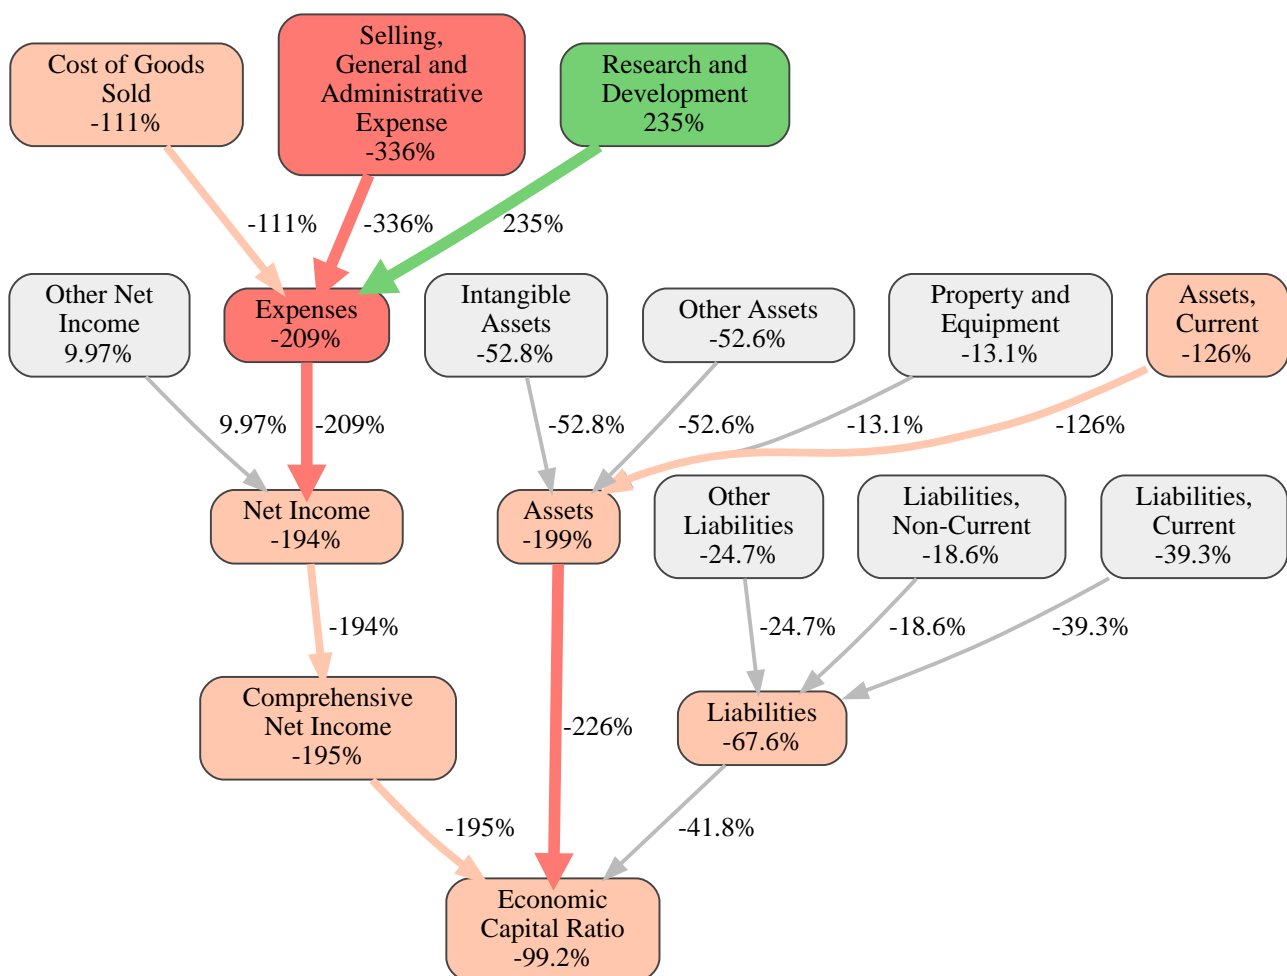 Cost of Goods
Sold
-111%
Selling,
General and
Administrative
Expense
-336%
Research and
Development
235%
-111%
-336%
235%
Other Net
Income
9.97%
Expenses
-209%
Intangible
Assets
-52.8%
Other Assets
-52.6%
Property and
Equipment
-13.1%
Assets,
Current
-126%
9.97%
-209%
-52.8%
-52.6%
-13.1%
-126%
Net Income
-194%
Assets
-199%
Other
Liabilities
-24.7%
Liabilities,
Non-Current
-18.6%
Liabilities,
Current
-39.3%
-194%
-24.7%
-18.6%
-39.3%
Comprehensive
Net Income
-195%
-226%
Liabilities
-67.6%
-195%
-41.8%
Economic
Capital Ratio
-99.2%